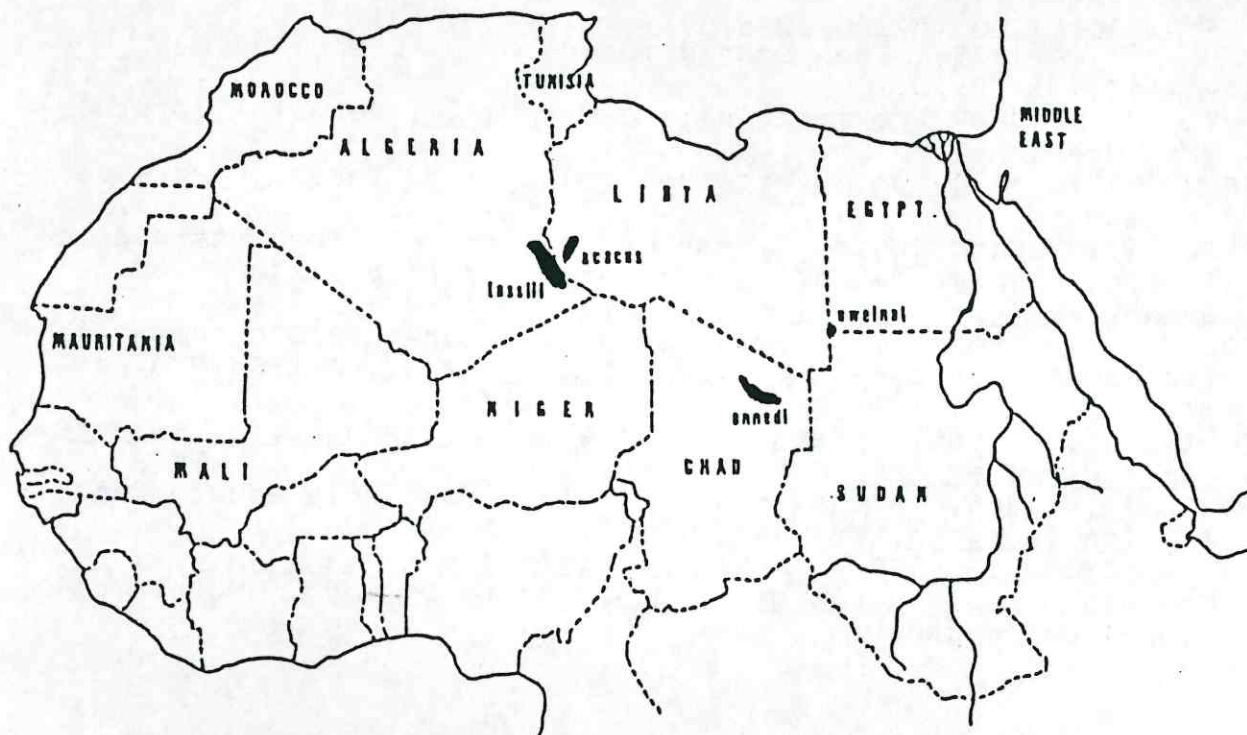 MOROCCO
TUNISIA
ALGERIA
LIBYA
EGYPT.
MIDDLE
EAST
acacus
tassili
uweinat
MAURITANIA
NIGER
ennedi
MALI
CHAD
SUDAN